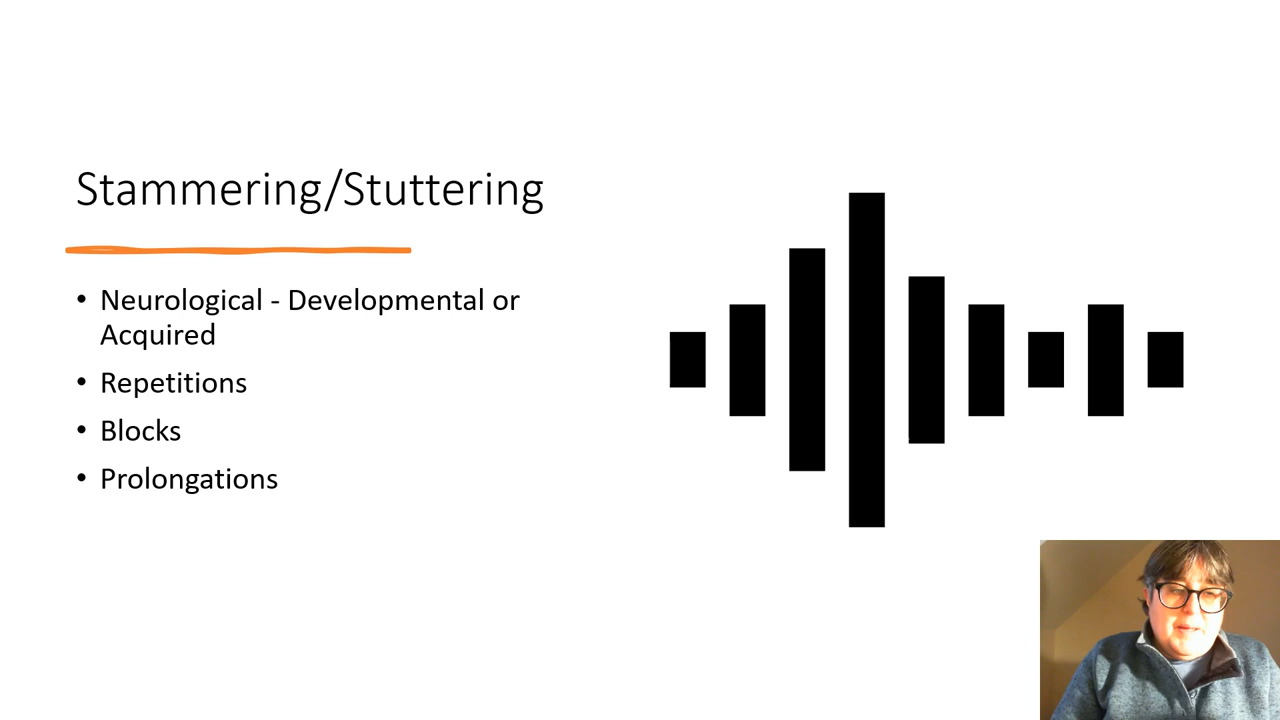 Stammering/Stuttering
• Neurological - Developmental or
Acquired
• Repetitions
• Blocks
• Prolongations